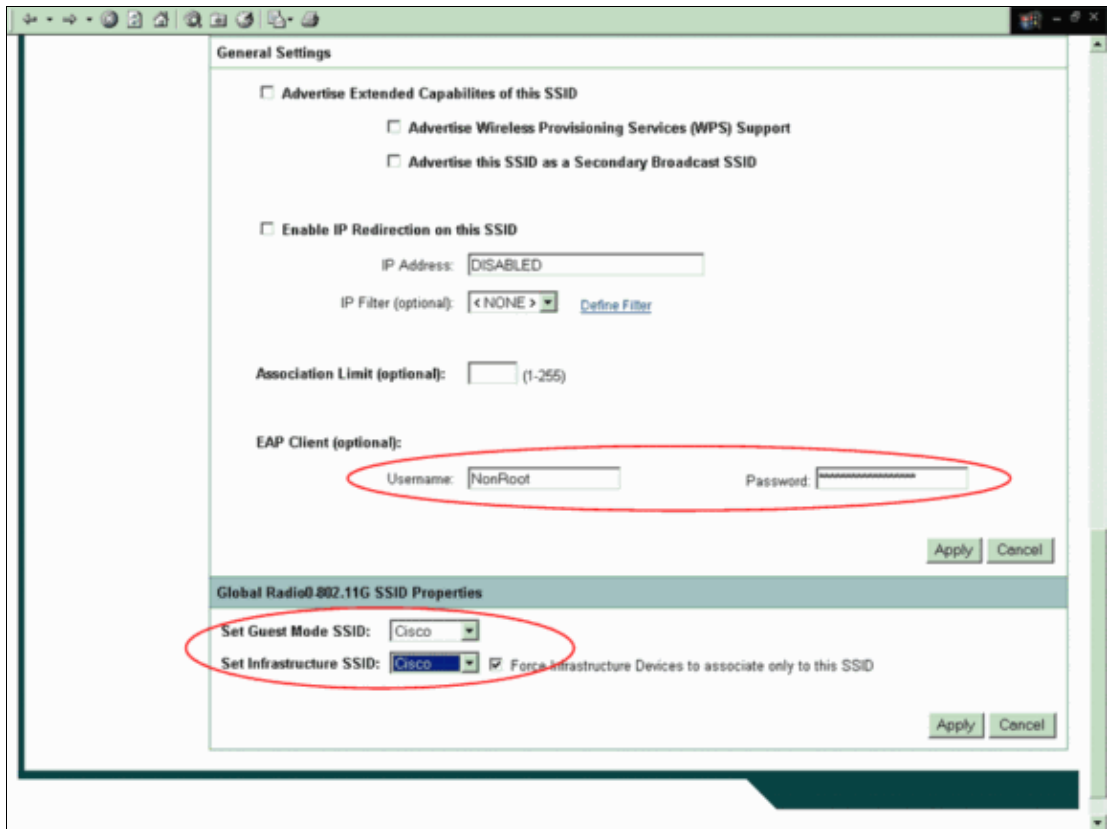 General Settings
Advertise Extended Capabilites of this SSID
Advertise Wireless Provisioning Services (WPS) Support
Advertise this SSID as a Secondary Broadcast SSID
Enable IP Redirection on this SSID
IP Address: DISABLED
IP Filter (optional): < NONE > Define Filter
Association Limit (optional): (1-255)
EAP Client (optional):
Username: NonRoot Password: 
Apply Cancel
Global Radio0-802.11G SSID Properties
Set Guest Mode SSID: Cisco
Set Infrastructure SSID: Cisco Force Infrastructure Devices to associate only to this SSID
Apply Cancel